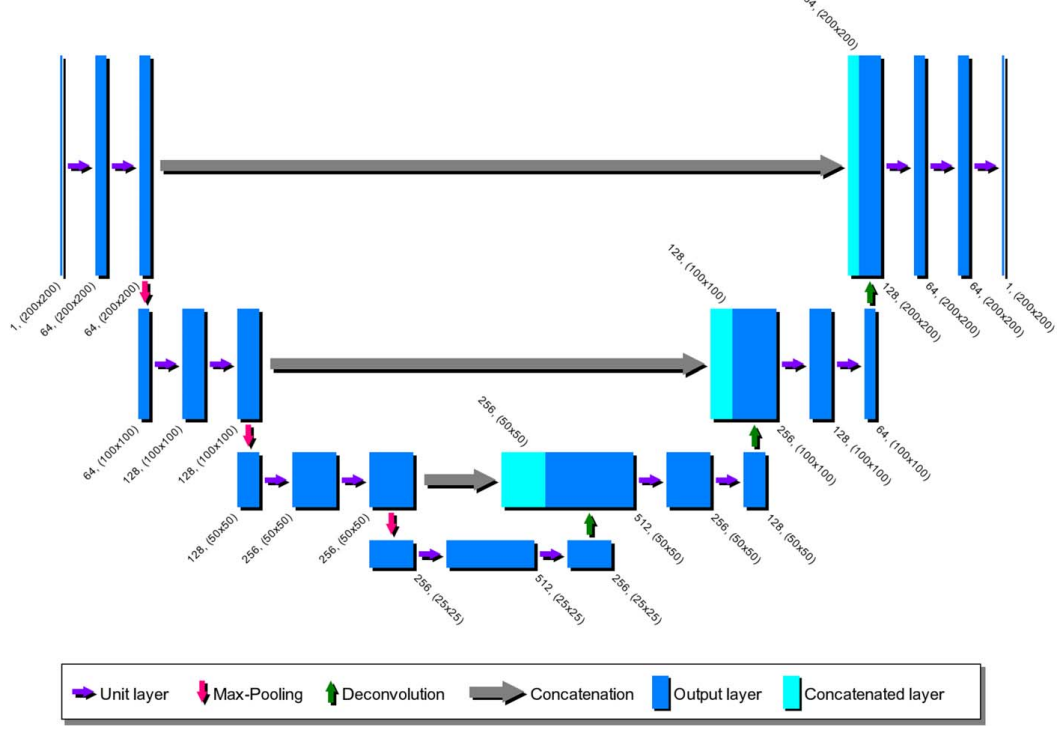 64, (200x200)
1, (200x200)
64, (200x200)
64, (200x200)
128, (200x200)
64, (200x200)
64, (200x200)
1, (200x200)
128, (100x100)
64, (100x100)
128, (100x100)
128, (100x100)
256, (100x100)
128, (100x100)
64, (100x100)
256, (50x50)
128, (50x50)
256, (50x50)
256, (50x50)
512, (50x50)
256, (50x50)
128, (50x50)
256, (25x25)
512, (25x25)
256, (25x25)
Unit layer
Max-Pooling
Deconvolution
Concatenation
Output layer
Concatenated layer